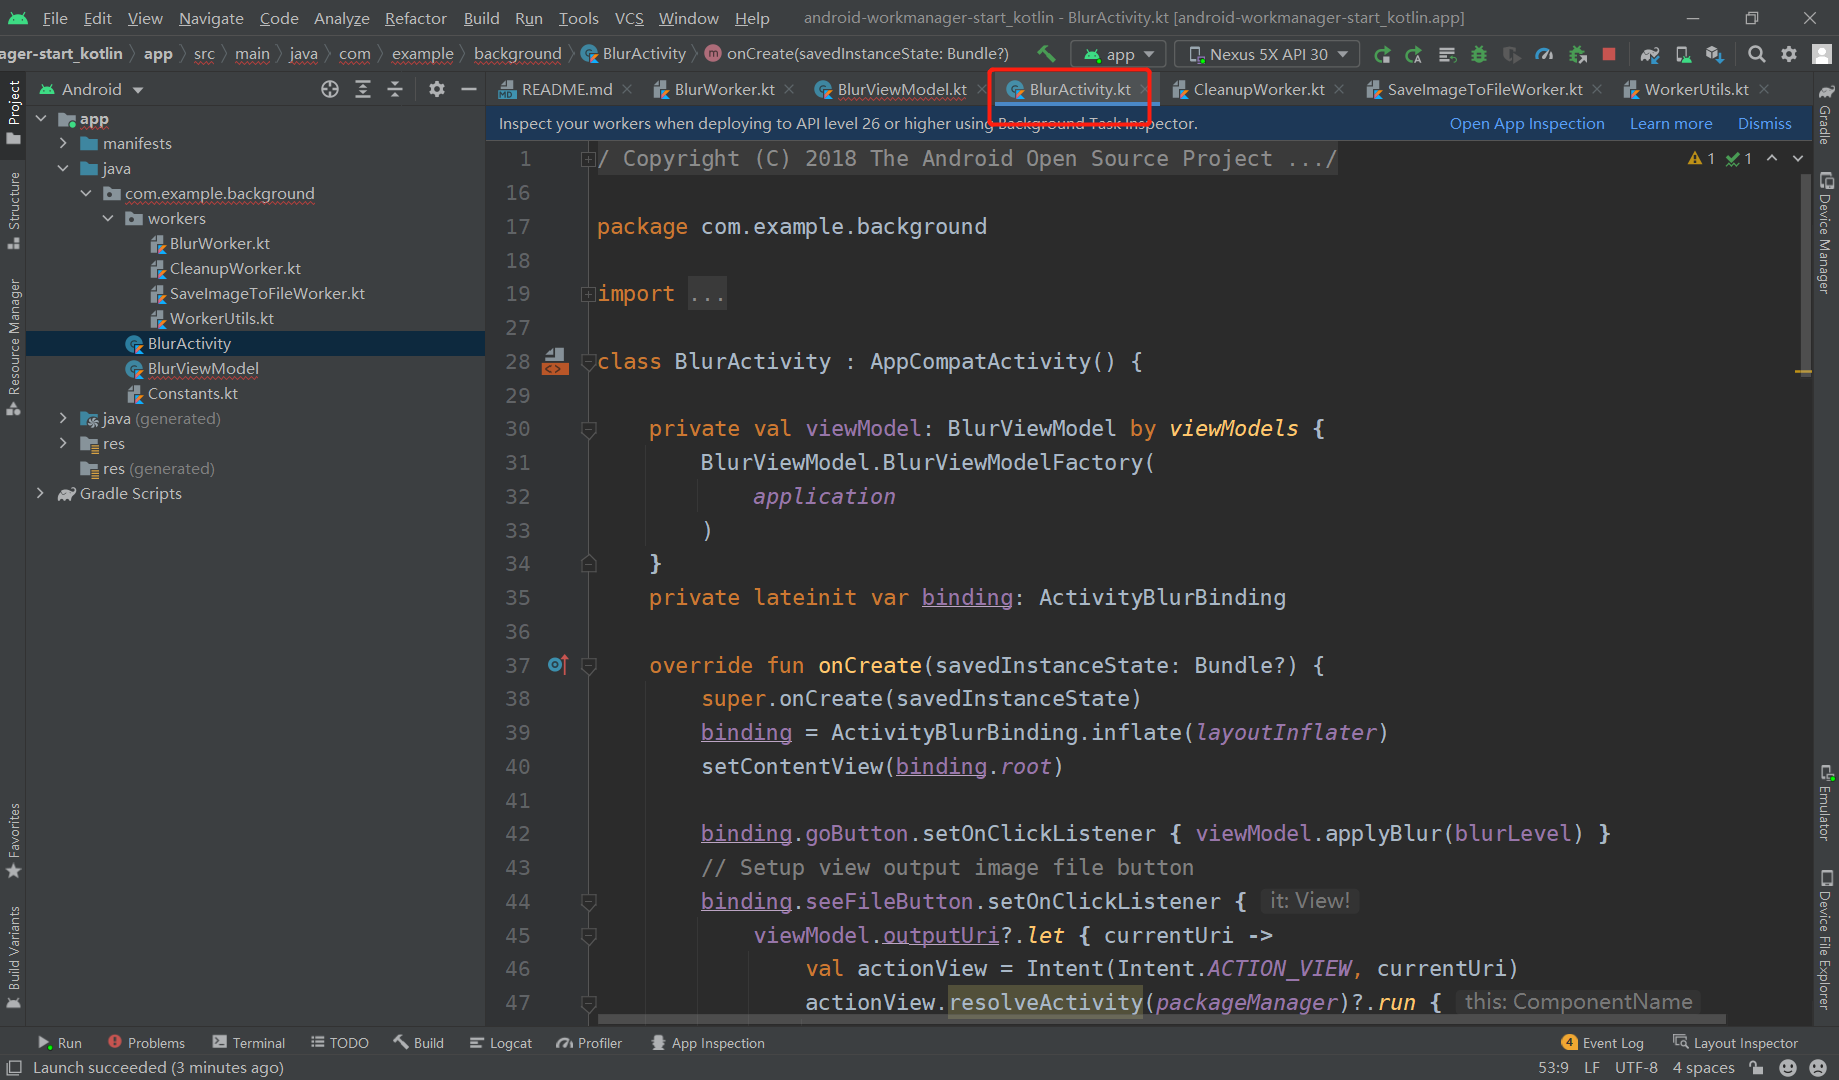 File Edit View Navigate Code Analyze Refactor Build Run Tools VCS Window Help android-workmanager-start_kotlin - BlurActivity.kt [android-workmanager-start_kotlin.app]
ager-start_kotlin app src main java com example background BlurActivity m onCreate(savedInstanceState: Bundle?) app Nexus 5X API 30
Project
Android
README.md BlurWorker.kt BlurViewModel.kt BlurActivity.kt CleanupWorker.kt SaveImageToFileWorker.kt WorkerUtils.kt
Inspect your workers when deploying to API level 26 or higher using Background Task Inspector. Open App Inspection Learn more Dismiss
app
manifests
java
com.example.background
workers
BlurWorker.kt
CleanupWorker.kt
SaveImageToFileWorker.kt
WorkerUtils.kt
BlurActivity
BlurViewModel
Constants.kt
java (generated)
res
res (generated)
Gradle Scripts
Structure
Resource Manager
Favorites
Build Variants
1 / Copyright (C) 2018 The Android Open Source Project .../
1 1
16
17 package com.example.background
18
19 import ...
27
28 class BlurActivity : AppCompatActivity() {
29
30 private val viewModel: BlurViewModel by viewModels {
31 BlurViewModel.BlurViewModelFactory(
32 application
33 )
34 }
35 private lateinit var binding: ActivityBlurBinding
36
37 override fun onCreate(savedInstanceState: Bundle?) {
38 super.onCreate(savedInstanceState)
39 binding = ActivityBlurBinding.inflate(layoutInflater)
40 setContentView(binding.root)
41
42 binding.goButton.setOnClickListener { viewModel.applyBlur(blurLevel) }
43 // Setup view output image file button
44 binding.seeFileButton.setOnClickListener { it: View!
45 viewModel.outputUri?.let { currentUri ->
46 val actionView = Intent(Intent.ACTION_VIEW, currentUri)
47 actionView.resolveActivity(packageManager)?.run { this: ComponentName
Gradle
Device Manager
Emulator
Device File Explorer
Run Problems Terminal TODO Build Logcat Profiler App Inspection 4 Event Log Layout Inspector
Launch succeeded (3 minutes ago) 53:9 LF UTF-8 4 spaces